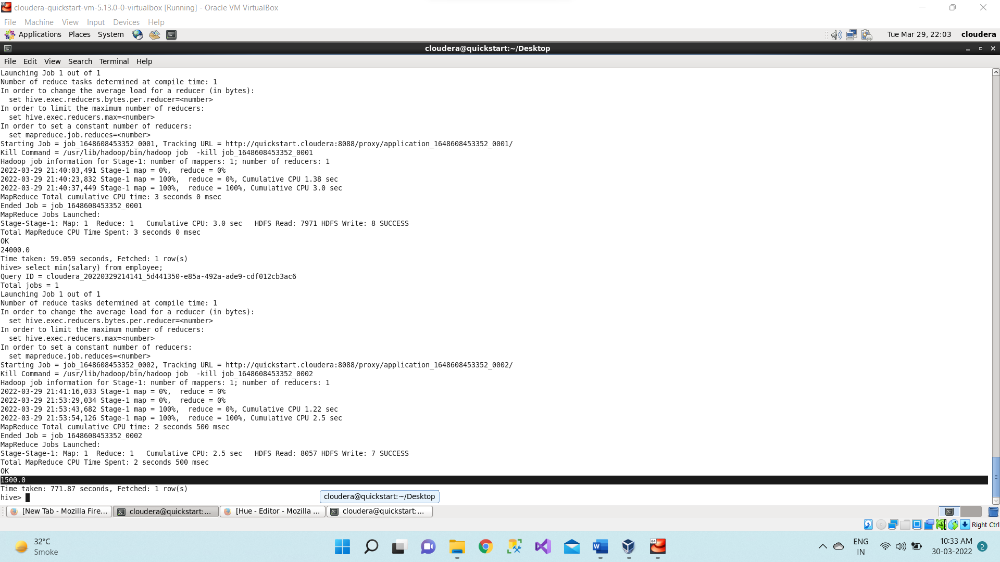 cloudera-quickstart-vm-5.13.0-0-virtualbox [Running] - Oracle VM VirtualBox
File Machine View Input Devices Help
Applications Places System Tue Mar 29, 22:03 cloudera
cloudera@quickstart:~/Desktop
File Edit View Search Terminal Help
Launching Job 1 out of 1
Number of reduce tasks determined at compile time: 1
In order to change the average load for a reducer (in bytes):
  set hive.exec.reducers.bytes.per.reducer=<number>
In order to limit the maximum number of reducers:
  set hive.exec.reducers.max=<number>
In order to set a constant number of reducers:
  set mapreduce.job.reduces=<number>
Starting Job = job_1648608453352_0001, Tracking URL = http://quickstart.cloudera:8088/proxy/application_1648608453352_0001/
Kill Command = /usr/lib/hadoop/bin/hadoop job  -kill job_1648608453352_0001
Hadoop job information for Stage-1: number of mappers: 1; number of reducers: 1
2022-03-29 21:40:03,491 Stage-1 map = 0%,  reduce = 0%
2022-03-29 21:40:23,832 Stage-1 map = 100%,  reduce = 0%, Cumulative CPU 1.38 sec
2022-03-29 21:40:37,449 Stage-1 map = 100%,  reduce = 100%, Cumulative CPU 3.0 sec
MapReduce Total cumulative CPU time: 3 seconds 0 msec
Ended Job = job_1648608453352_0001
MapReduce Jobs Launched:
Stage-Stage-1: Map: 1  Reduce: 1   Cumulative CPU: 3.0 sec   HDFS Read: 7971 HDFS Write: 8 SUCCESS
Total MapReduce CPU Time Spent: 3 seconds 0 msec
OK
24000.0
Time taken: 59.059 seconds, Fetched: 1 row(s)
hive> select min(salary) from employee;
Query ID = cloudera_20220329214141_5d441350-e85a-492a-ade9-cdf012cb3ac6
Total jobs = 1
Launching Job 1 out of 1
Number of reduce tasks determined at compile time: 1
In order to change the average load for a reducer (in bytes):
  set hive.exec.reducers.bytes.per.reducer=<number>
In order to limit the maximum number of reducers:
  set hive.exec.reducers.max=<number>
In order to set a constant number of reducers:
  set mapreduce.job.reduces=<number>
Starting Job = job_1648608453352_0002, Tracking URL = http://quickstart.cloudera:8088/proxy/application_1648608453352_0002/
Kill Command = /usr/lib/hadoop/bin/hadoop job  -kill job_1648608453352_0002
Hadoop job information for Stage-1: number of mappers: 1; number of reducers: 1
2022-03-29 21:41:16,033 Stage-1 map = 0%,  reduce = 0%
2022-03-29 21:53:29,034 Stage-1 map = 0%,  reduce = 0%
2022-03-29 21:53:43,682 Stage-1 map = 100%,  reduce = 0%, Cumulative CPU 1.22 sec
2022-03-29 21:53:54,126 Stage-1 map = 100%,  reduce = 100%, Cumulative CPU 2.5 sec
MapReduce Total cumulative CPU time: 2 seconds 500 msec
Ended Job = job_1648608453352_0002
MapReduce Jobs Launched:
Stage-Stage-1: Map: 1  Reduce: 1   Cumulative CPU: 2.5 sec   HDFS Read: 8057 HDFS Write: 7 SUCCESS
Total MapReduce CPU Time Spent: 2 seconds 500 msec
OK
1500.0
Time taken: 771.87 seconds, Fetched: 1 row(s)
hive>
cloudera@quickstart:~/Desktop
[New Tab - Mozilla Fire... cloudera@quickstart:... [Hue - Editor - Mozilla ... cloudera@quickstart:...
Right Ctrl
32°C
Smoke
ENG
IN
10:33 AM
30-03-2022
2